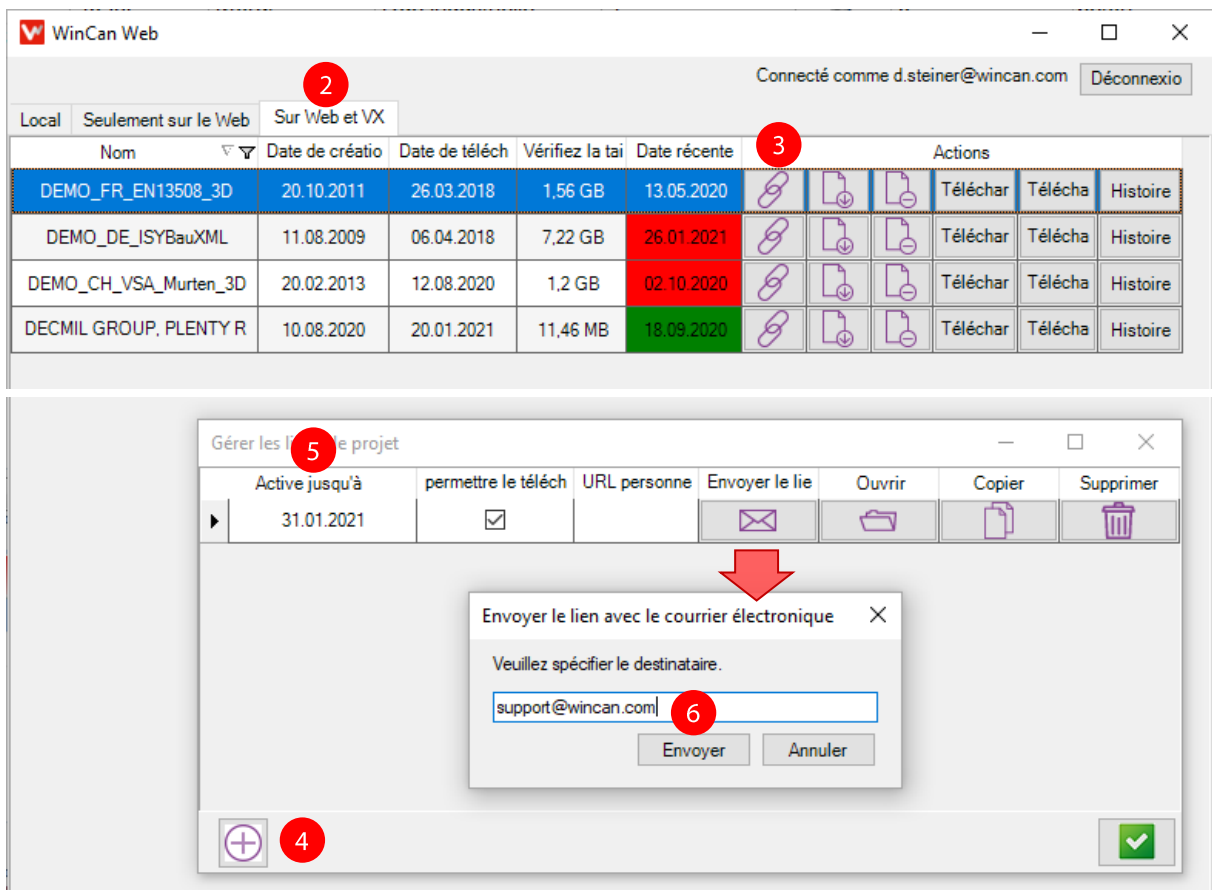 WinCan Web
Connecté comme d.steiner@wincan.com Déconnexio
2
Local Seulement sur le Web Sur Web et VX
Nom Date de créatio Date de téléch Vérifiez la tai Date récente 3 Actions
DEMO_FR_EN13508_3D 20.10.2011 26.03.2018 1,56 GB 13.05.2020 Téléchar Télécha Histoire
DEMO_DE_ISYBauXML 11.08.2009 06.04.2018 7,22 GB 26.01.2021 Téléchar Télécha Histoire
DEMO_CH_VSA_Murten_3D 20.02.2013 12.08.2020 1,2 GB 02.10.2020 Téléchar Télécha Histoire
DECMIL GROUP, PLENTY R 10.08.2020 20.01.2021 11,46 MB 18.09.2020 Téléchar Télécha Histoire
Gérer les projet
5
Active jusqu'à permettre le téléch URL personne Envoyer le lie Ouvrir Copier Supprimer
31.01.2021
Envoyer le lien avec le courrier électronique
Veuillez spécifier le destinataire.
support@wincan.com 6
Envoyer Annuler
4